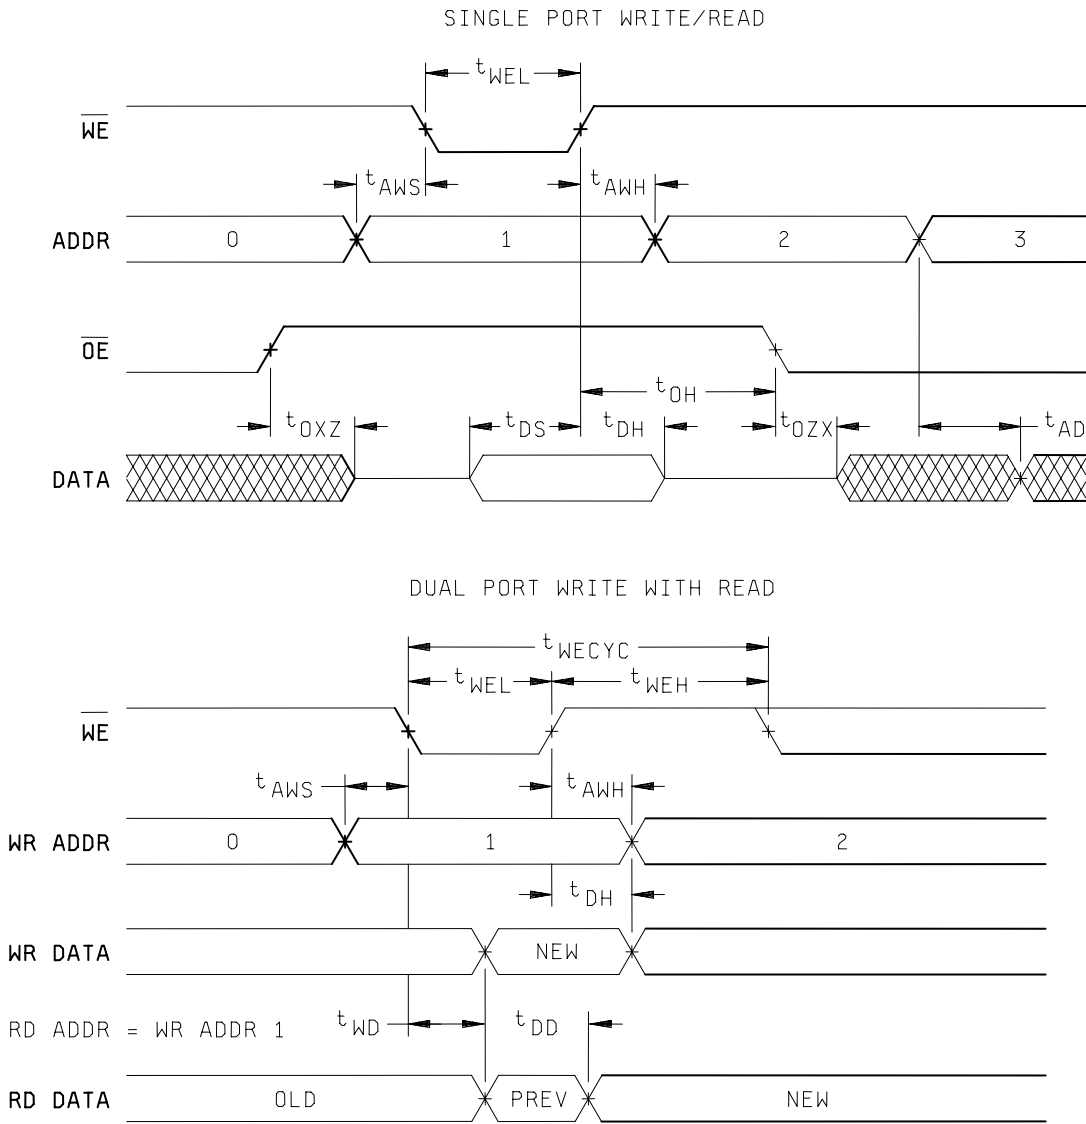 SINGLE PORT WRITE/READ
tWEL
WE
tAWS tAWH
ADDR 0 1 2 3
OE
tOH
tOXZ tDS tDH tOZX tAD
DATA
DUAL PORT WRITE WITH READ
tWECYC
tWEL tWEH
WE
tAWS tAWH
WR ADDR 0 1 2
tDH
WR DATA NEW
RD ADDR = WR ADDR 1 tWD tDD
RD DATA OLD PREV NEW